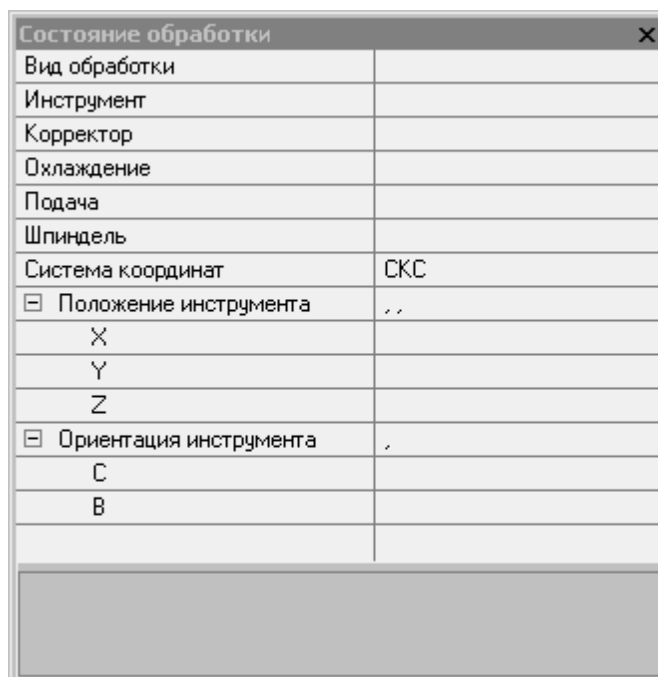 Состояние обработки
Вид обработки
Инструмент
Корректор
Охлаждение
Подача
Шпиндель
Система координат СКС
Положение инструмента , ,
X
Y
Z
Ориентация инструмента ,
C
B